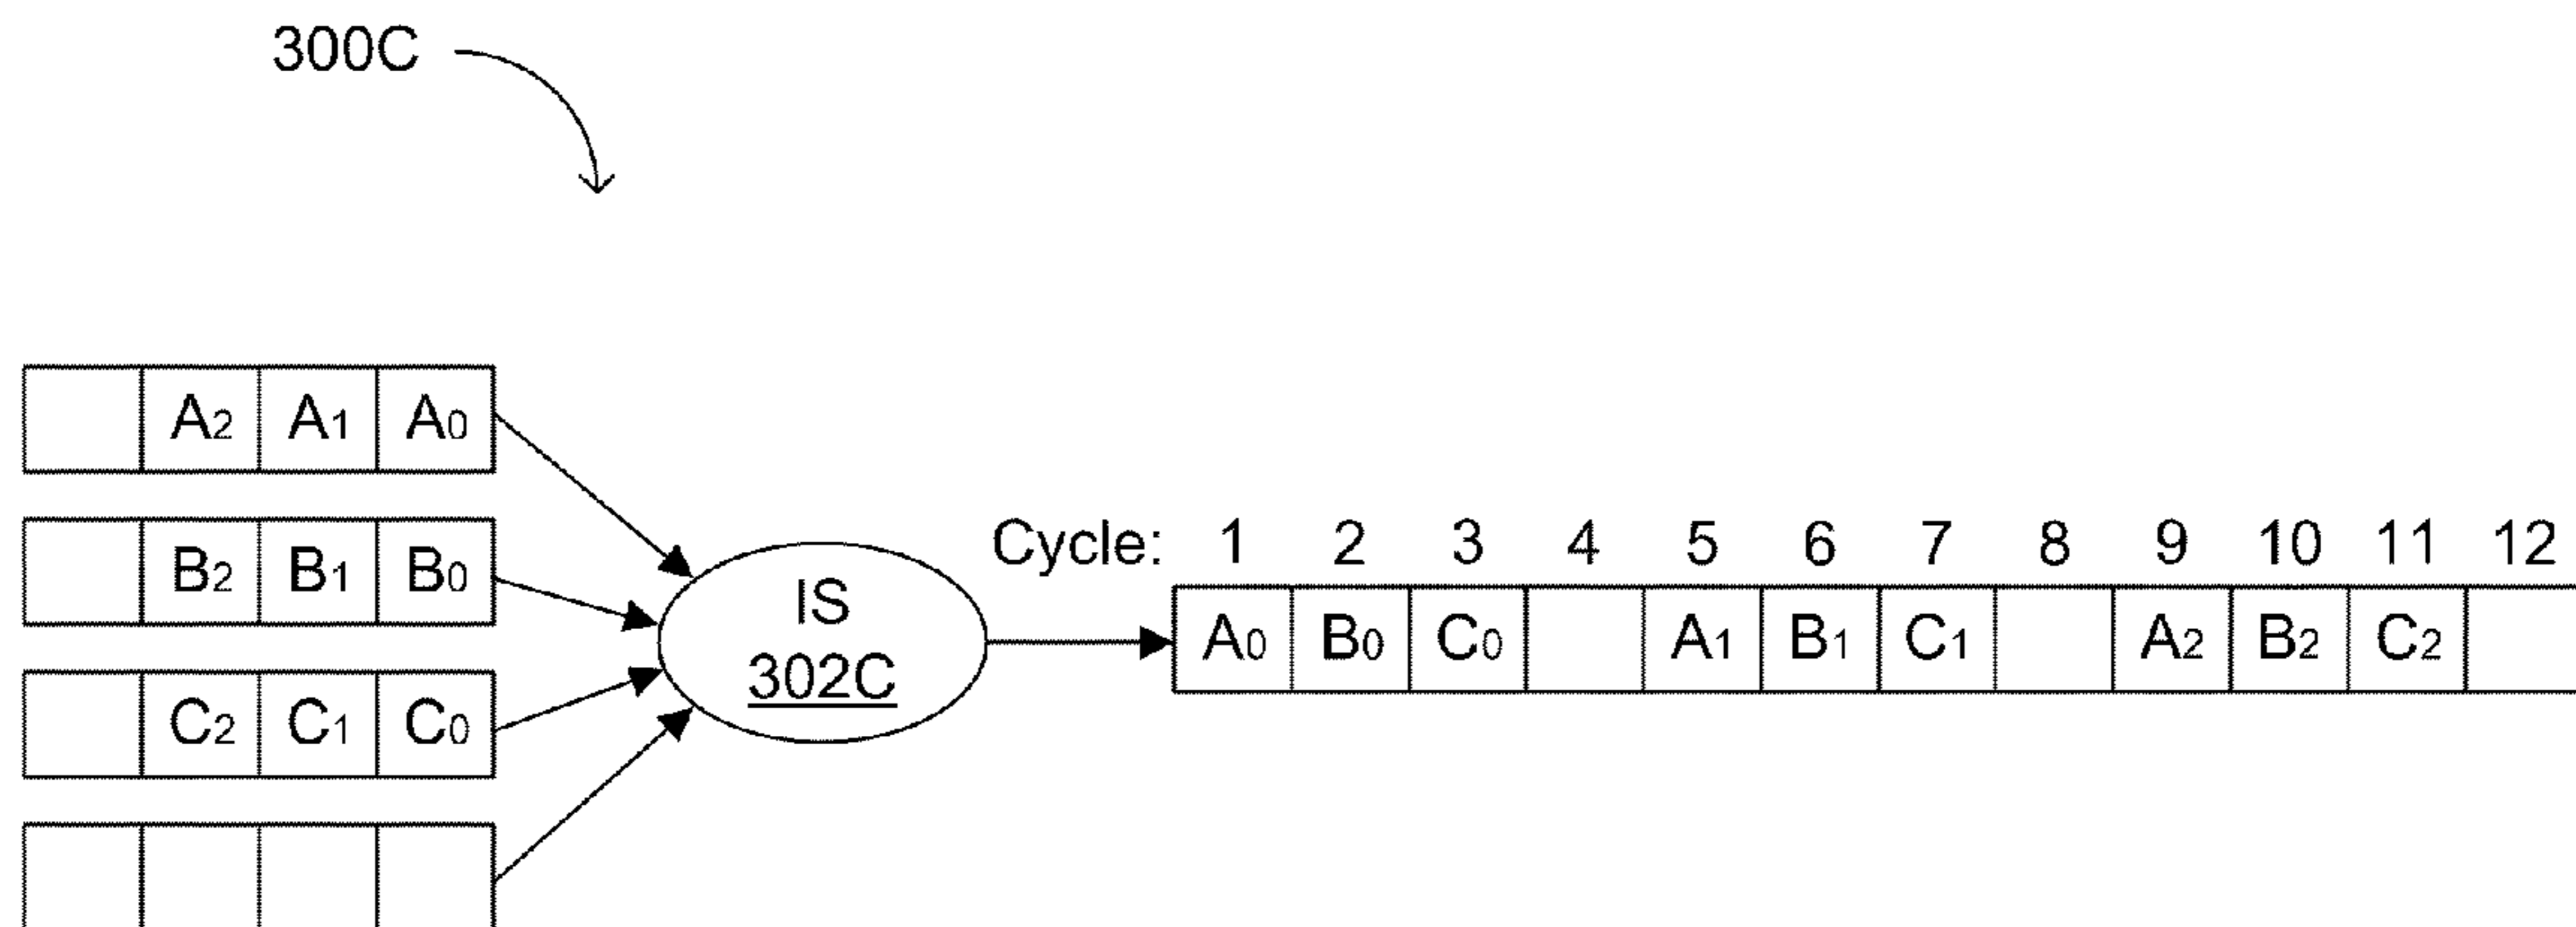 300C
A2 A1 A0
B2 B1 B0
C2 C1 C0
IS
302C
Cycle: 1 2 3 4 5 6 7 8 9 10 11 12
A0 B0 C0 A1 B1 C1 A2 B2 C2